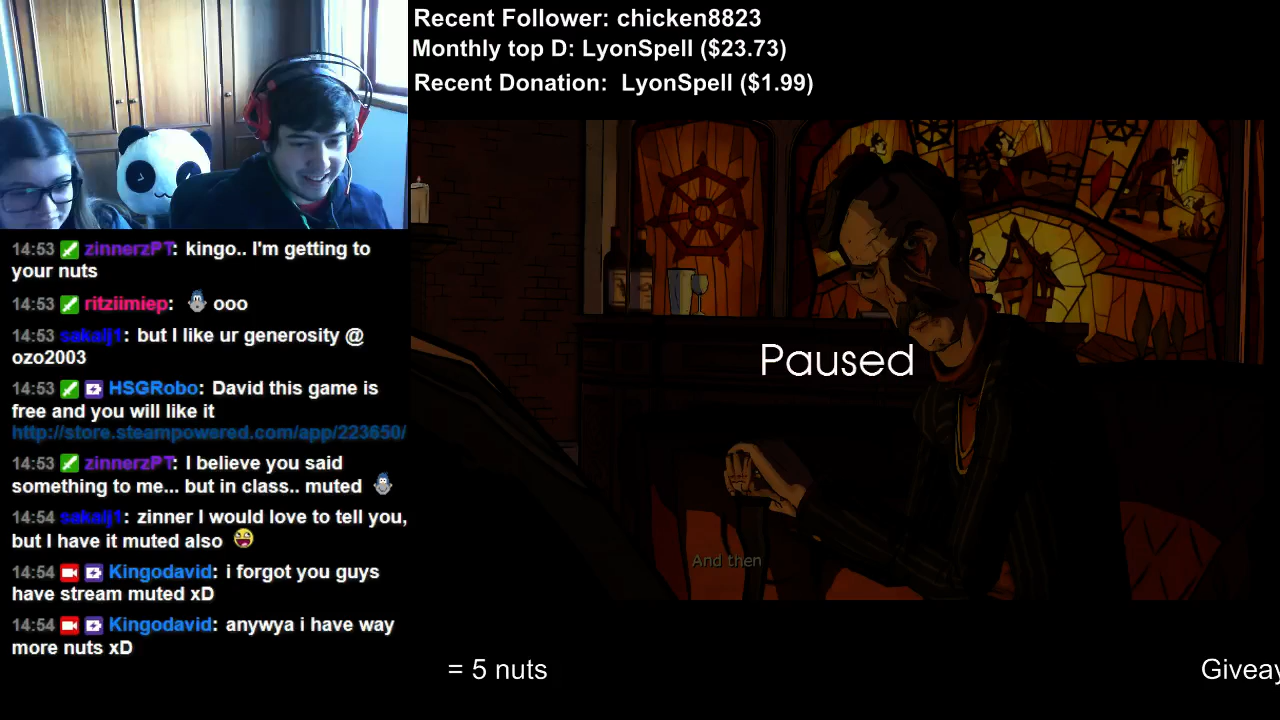 Recent Follower: chicken8823
Monthly top D: LyonSpell ($23.73)
Recent Donation:  LyonSpell ($1.99)
14:53 zinnerzPT: kingo.. I'm getting to
your nuts
14:53 ritziimiep: ooo
sakalj1: but I like ur generosity @
ozo2003
14:53 HSGRobo: David this game is
free and you will like it
http://store.steampowered.com/app/223650/
14:53 zinnerzPT: I believe you said
something to me... but in class.. muted
14:54 sakalj1: zinner I would love to tell you,
but I have it muted also
14:54 Kingodavid: i forgot you guys
have stream muted xD
14:54 Kingodavid: anywya i have way
more nuts xD
Paused
And then
= 5 nuts
Giveay